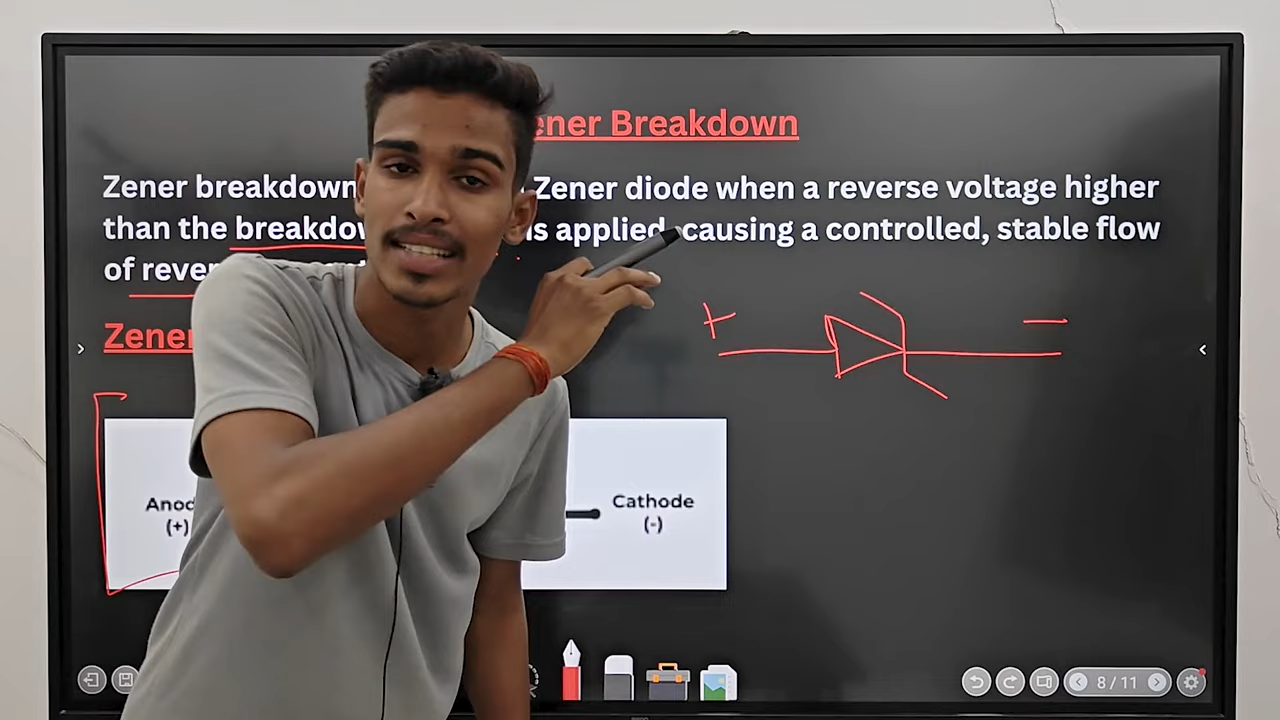 ener Breakdown
Zener breakdown Zener diode when a reverse voltage higher
than the breakdow is applied, causing a controlled, stable flow
of rever
Zener
+ −
Anod Cathode
(+) (-)
8 / 11